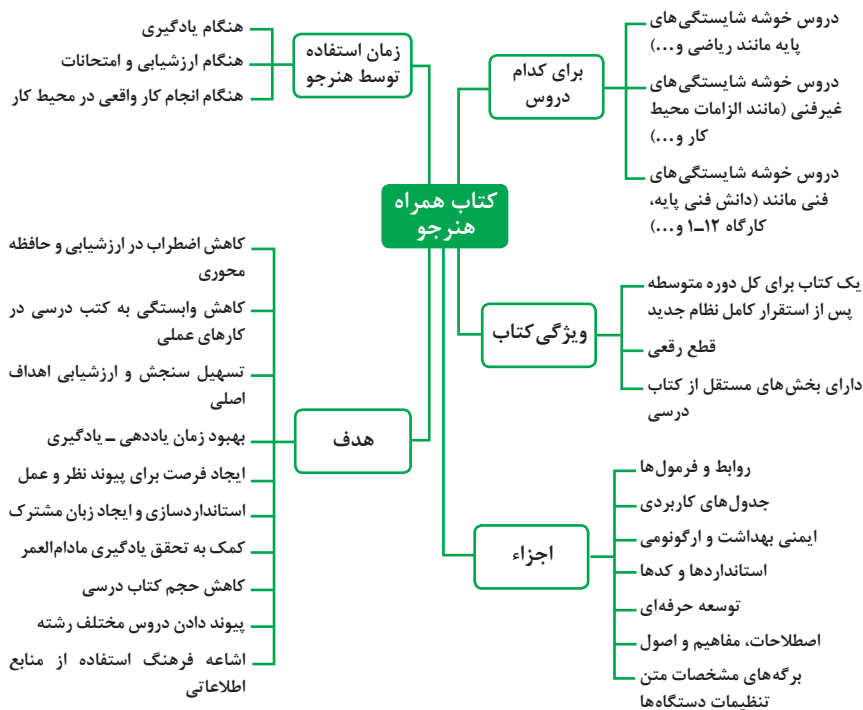 کتاب همراه
هنرجو
برای کدام
دروس
دروس خوشه شایستگی‌های
پایه مانند ریاضی و...)
دروس خوشه شایستگی‌های
غیرفنی (مانند الزامات محیط
کار و...)
دروس خوشه شایستگی‌های
فنی مانند (دانش فنی پایه،
کارگاه ۱۲ـ۱ و...)
ویژگی کتاب
یک کتاب برای کل دوره متوسطه
پس از استقرار کامل نظام جدید
قطع رقعی
دارای بخش‌های مستقل از کتاب
درسی
اجزاء
روابط و فرمول‌ها
جدول‌های کاربردی
ایمنی بهداشت و ارگونومی
استانداردها و کدها
توسعه حرفه‌ای
اصطلاحات، مفاهیم و اصول
برگه‌های مشخصات متن
تنظیمات دستگاه‌ها
زمان استفاده
توسط هنرجو
هنگام یادگیری
هنگام ارزشیابی و امتحانات
هنگام انجام کار واقعی در محیط کار
هدف
کاهش اضطراب در ارزشیابی و حافظه
محوری
کاهش وابستگی به کتب درسی در
کارهای عملی
تسهیل سنجش و ارزشیابی اهداف
اصلی
بهبود زمان یاددهی ـ یادگیری
ایجاد فرصت برای پیوند نظر و عمل
استانداردسازی و ایجاد زبان مشترک
کمک به تحقق یادگیری مادام‌العمر
کاهش حجم کتاب درسی
پیوند دادن دروس مختلف رشته
اشاعه فرهنگ استفاده از منابع
اطلاعاتی